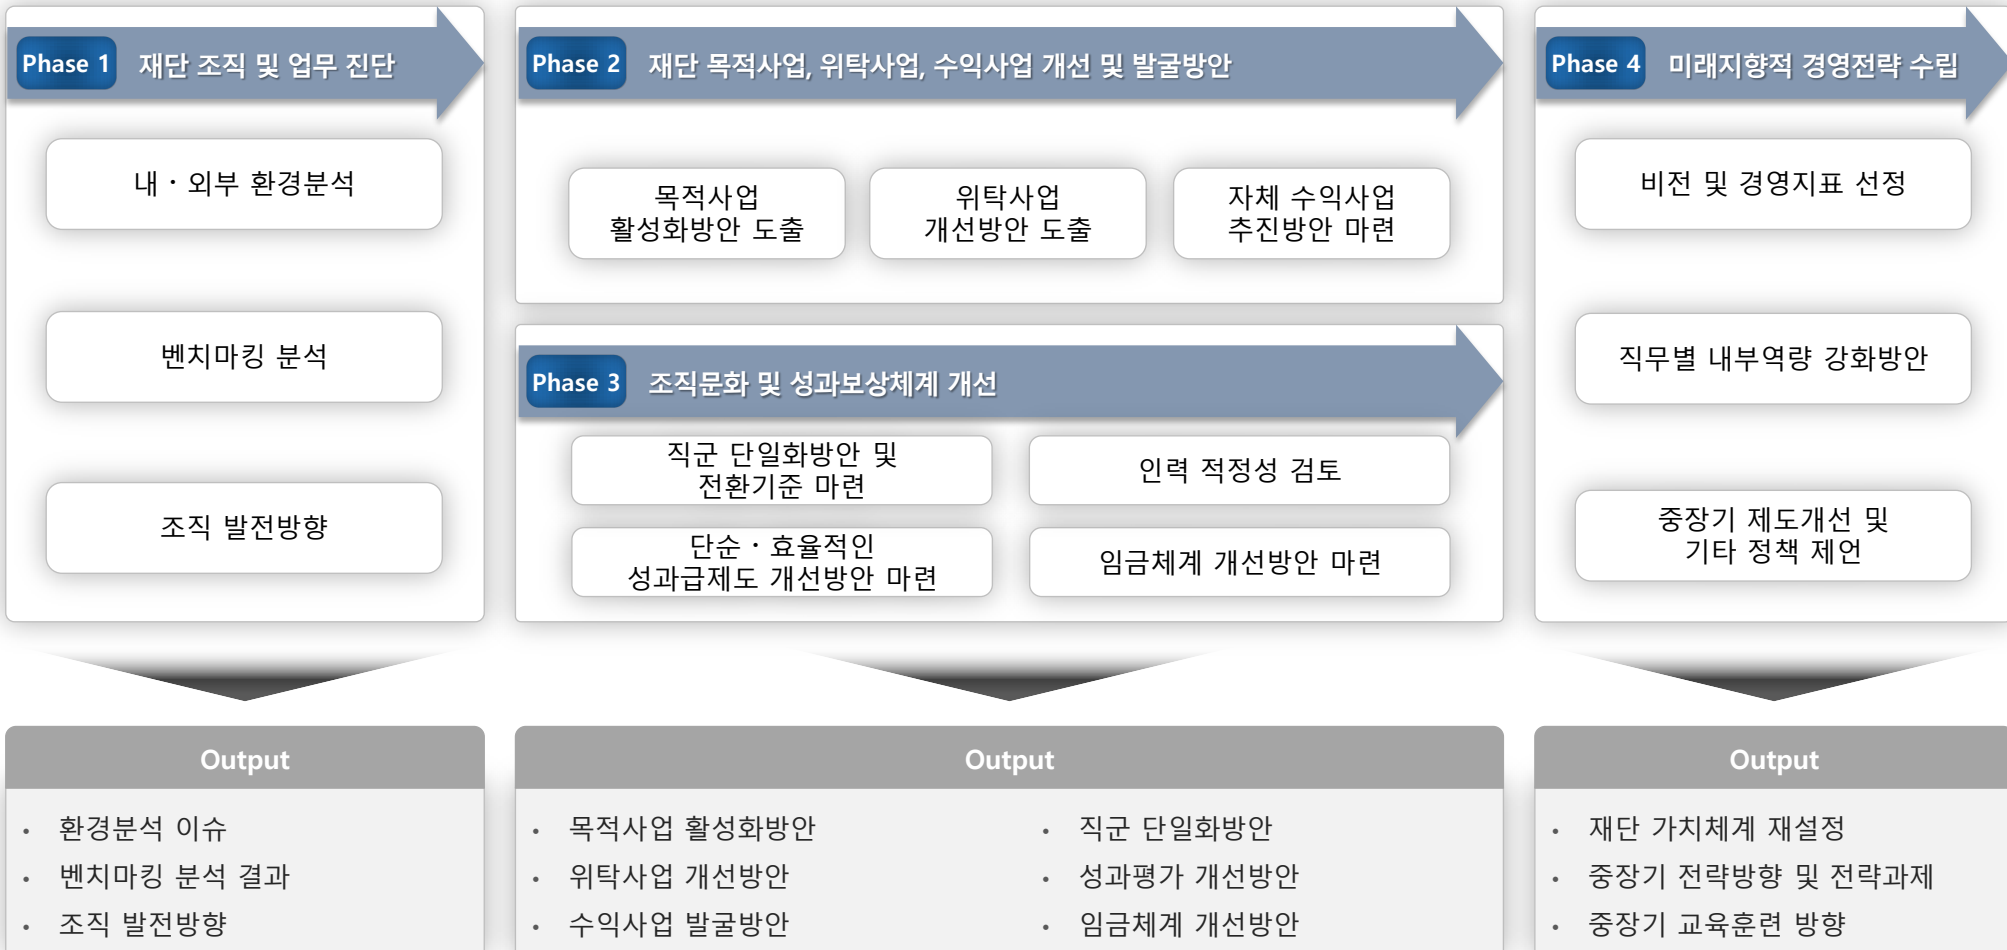 Phase 1 재단 조직 및 업무 진단
내・외부 환경분석
벤치마킹 분석
조직 발전방향
Phase 2 재단 목적사업, 위탁사업, 수익사업 개선 및 발굴방안
목적사업
활성화방안 도출
위탁사업
개선방안 도출
자체 수익사업
추진방안 마련
Phase 3 조직문화 및 성과보상체계 개선
직군 단일화방안 및
전환기준 마련
인력 적정성 검토
단순・효율적인
성과급제도 개선방안 마련
임금체계 개선방안 마련
Phase 4 미래지향적 경영전략 수립
비전 및 경영지표 선정
직무별 내부역량 강화방안
중장기 제도개선 및
기타 정책 제언
Output
• 환경분석 이슈
• 벤치마킹 분석 결과
• 조직 발전방향
Output
• 목적사업 활성화방안
• 위탁사업 개선방안
• 수익사업 발굴방안
• 직군 단일화방안
• 성과평가 개선방안
• 임금체계 개선방안
Output
• 재단 가치체계 재설정
• 중장기 전략방향 및 전략과제
• 중장기 교육훈련 방향